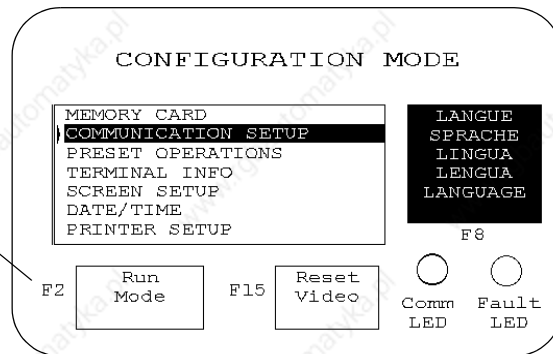 CONFIGURATION MODE
MEMORY CARD
COMMUNICATION SETUP
PRESET OPERATIONS
TERMINAL INFO
SCREEN SETUP
DATE/TIME
PRINTER SETUP
LANGUE
SPRACHE
LINGUA
LENGUA
LANGUAGE
F8
F2
Run
Mode
F15
Reset
Video
Comm
LED
Fault
LED